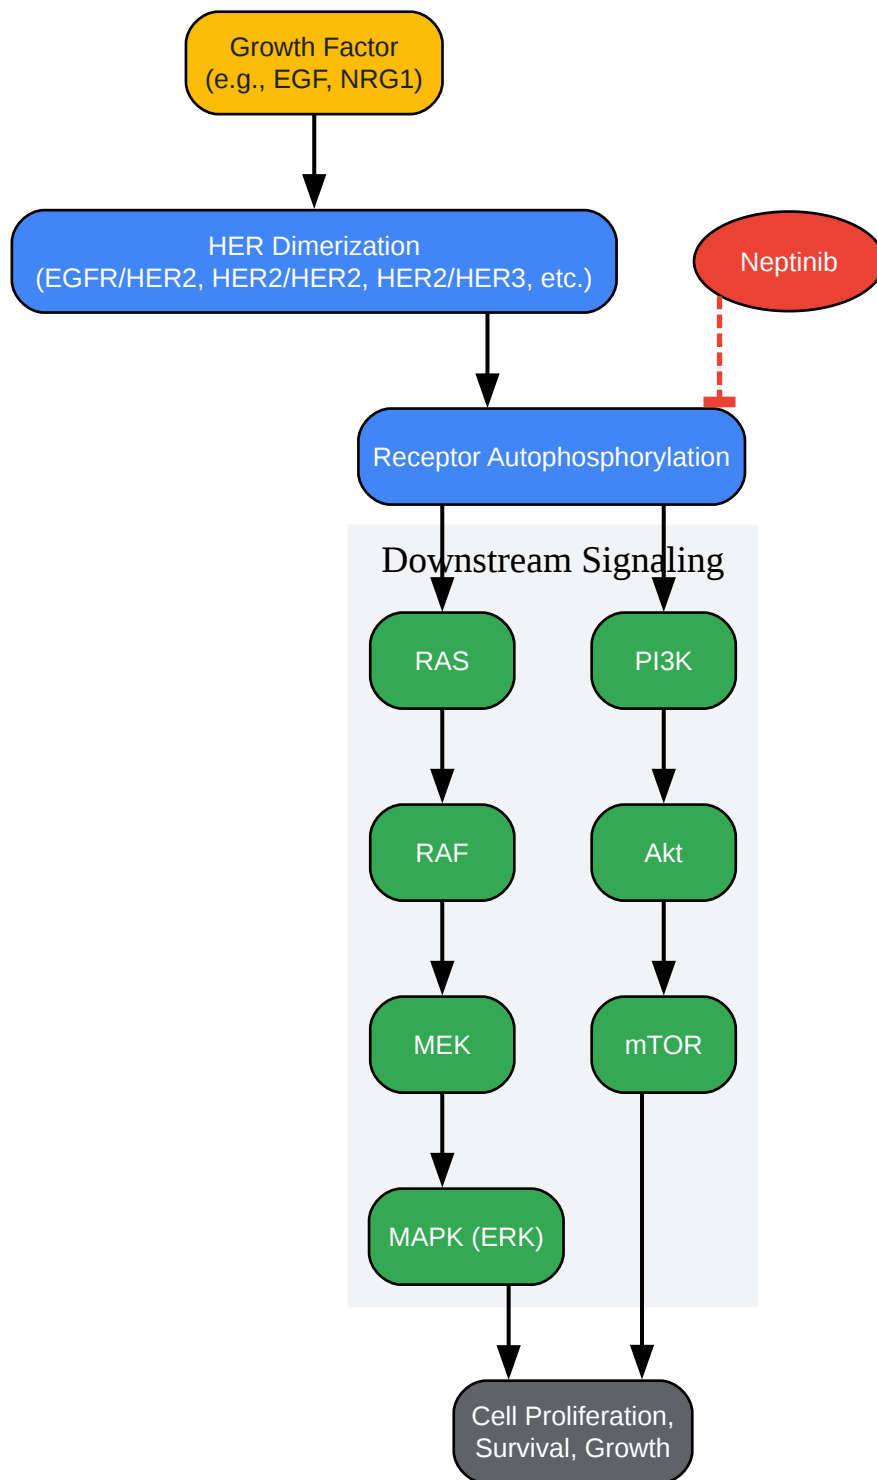 Growth Factor
(e.g., EGF, NRG1)
HER Dimerization
(EGFR/HER2, HER2/HER2, HER2/HER3, etc.)
Neptinib
Receptor Autophosphorylation
Downstream Signaling
RAS
PI3K
RAF
Akt
MEK
mTOR
MAPK (ERK)
Cell Proliferation,
Survival, Growth